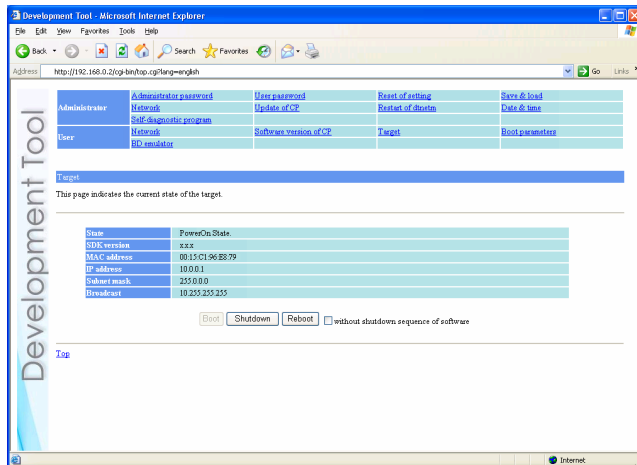 Development Tool - Microsoft Internet Explorer
File Edit View Favorites Tools Help
Back Search Favorites
Address http://192.168.0.2/cgi-bin/top.cgi?lang=english Go Links
Development Tool
Administrator Administrator password User password Reset of setting Save & load
Network Update of CP Restart of dtnetm Date & time
Self-diagnostic program
User Network Software version of CP Target Boot parameters
BD emulator
Target
This page indicates the current state of the target.
State PowerOn State.
SDK version x.x.x
MAC address 00:15:C1:96:E8:79
IP address 10.0.0.1
Subnet mask 255.0.0.0
Broadcast 10.255.255.255
Boot Shutdown Reboot without shutdown sequence of software
Top
Internet